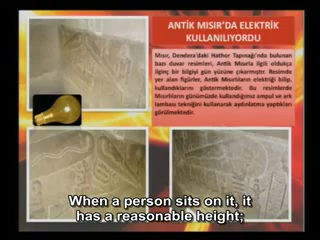 ANTİK MISIR'DA ELEKTRİK
KULLANILIYORDU
Mısır, Dendera'daki Hathor Tapınağı'nda bulunan
bazı duvar resimleri, Antik Mısırla ilgili oldukça
ilginç bir bilgiyi gün yüzüne çıkarmıştır. Resimde
yer alan figürler, Antik Mısırlıların elektriği bilip,
kullandıklarını göstermektedir. Bu resimlerde
Mısırlıların günümüzde kullandığımız ampul ve ark
lambası tekniğini kullanarak aydınlatma yaptıkları
görülmektedir.
When a person sits on it, it
has a reasonable height;